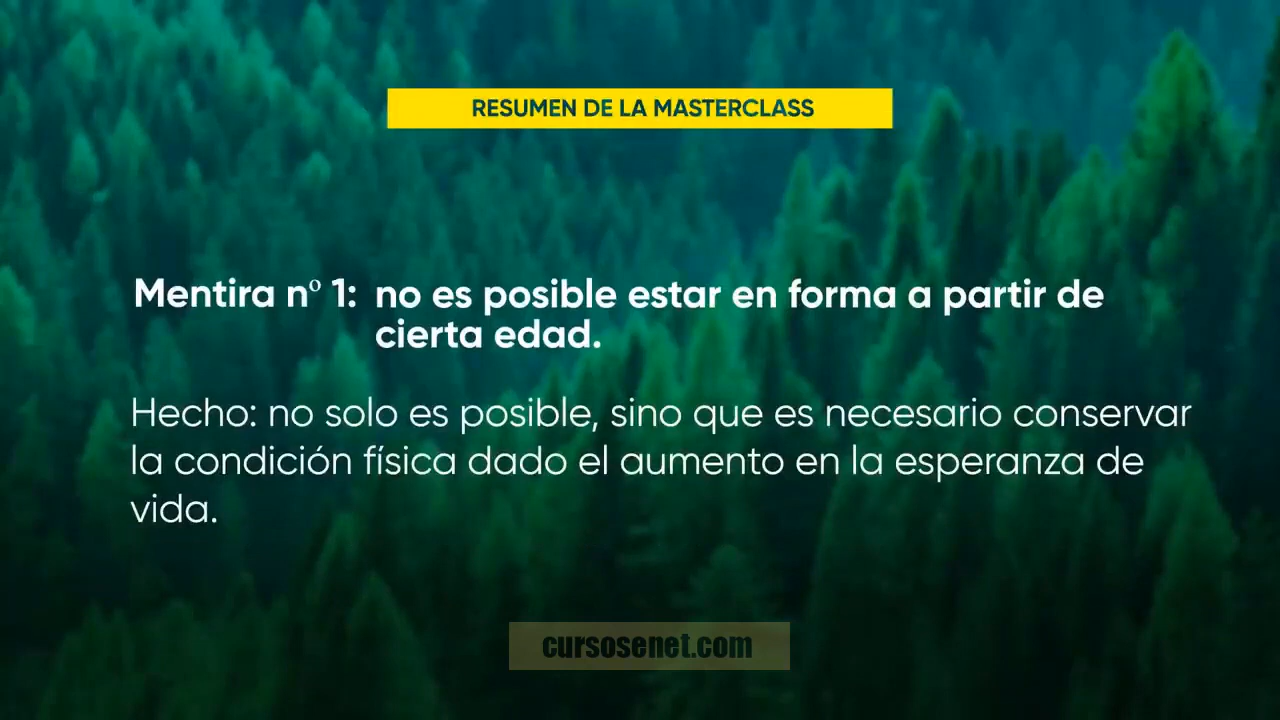 RESUMEN DE LA MASTERCLASS
Mentira nº 1: no es posible estar en forma a partir de
cierta edad.
Hecho: no solo es posible, sino que es necesario conservar
la condición física dado el aumento en la esperanza de
vida.
cursosenet.com